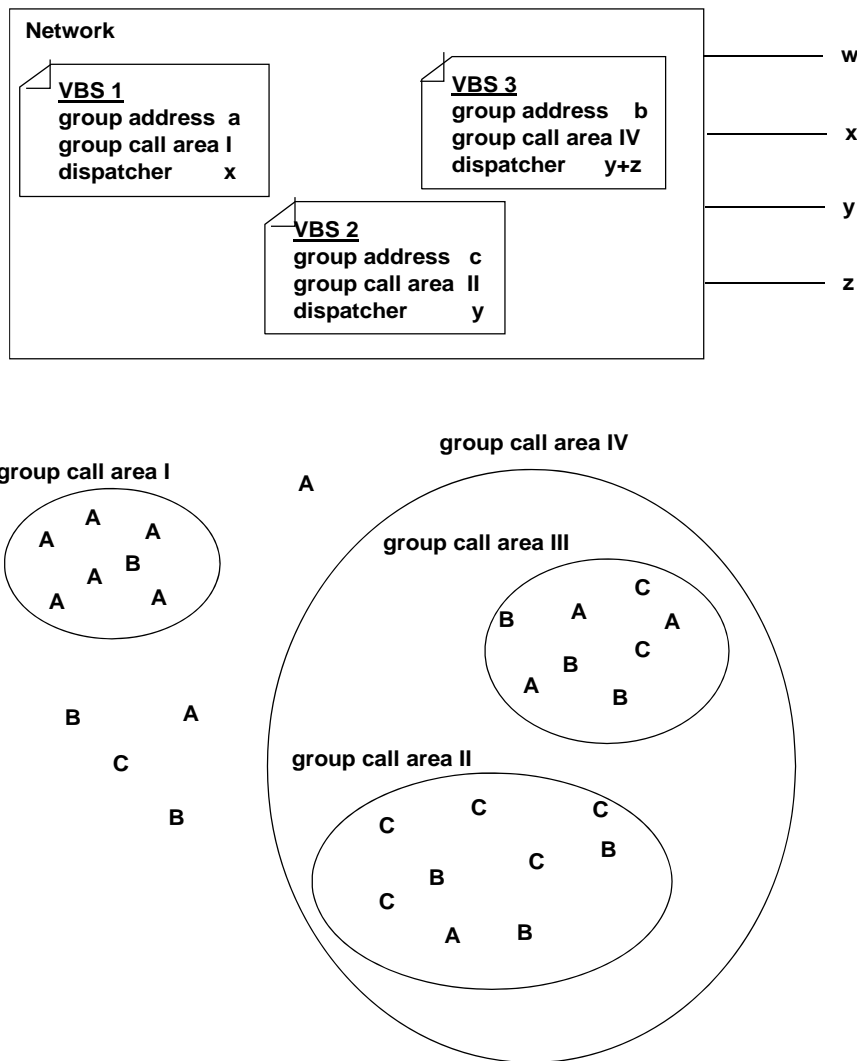 Network
VBS 1
group address a
group call area I
dispatcher x
VBS 3
group address b
group call area IV
dispatcher y+z
VBS 2
group address c
group call area II
dispatcher y
w
x
y
z
group call area IV
group call area I
A
A
A
A
B
A
A
A
group call area III
C
B
A
A
B
C
A
B
B
A
C
B
group call area II
C
C
C
B
C
B
C
A
B